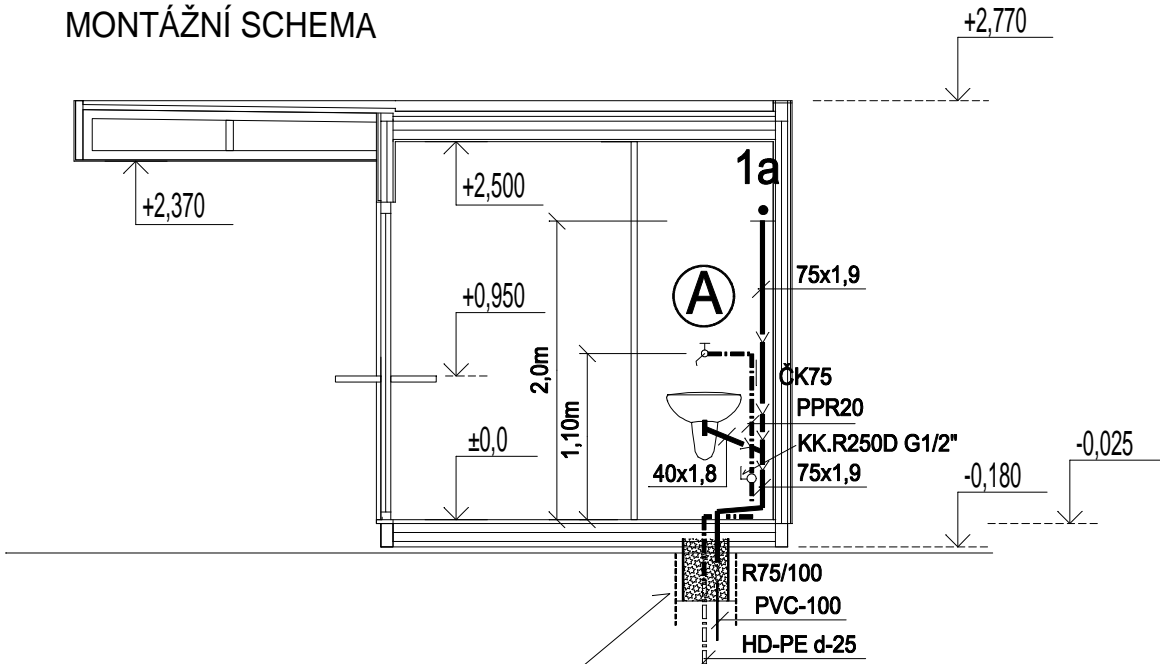 MONTÁŽNÍ SCHEMA
+2,770
1a
+2,500
+2,370
75x1,9
A
+0,950
2,0m
ČK75
1,10m
PPR20
±0,0
KK.R250D G1/2"
-0,025
40x1,8
75x1,9
-0,180
R75/100
PVC-100
HD-PE d-25